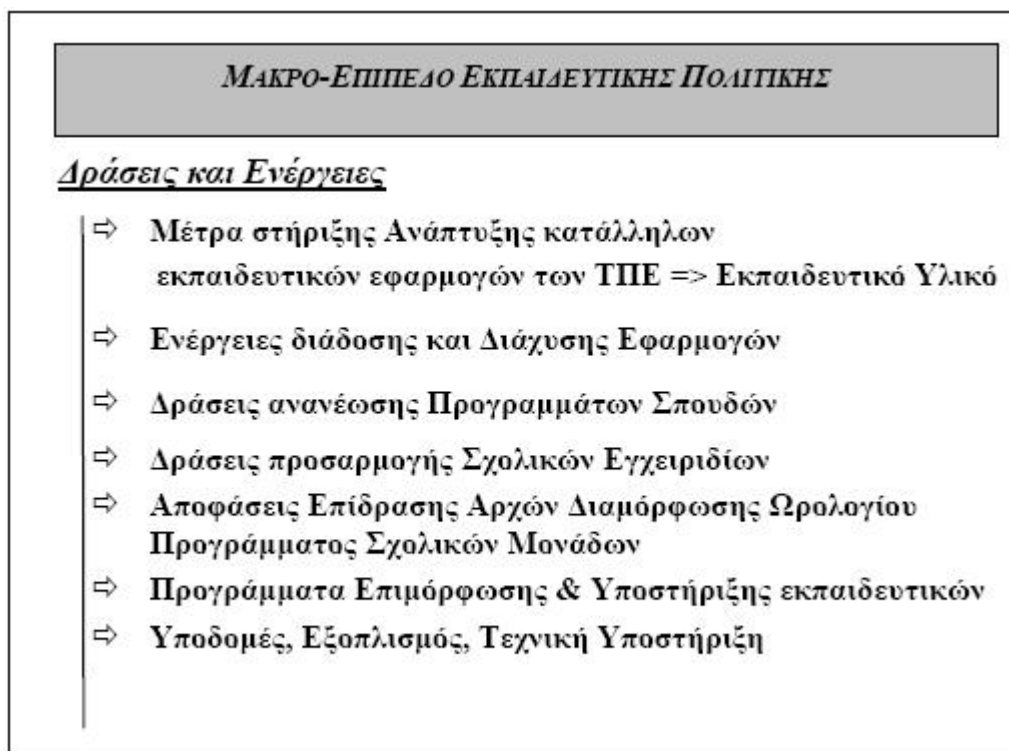 ΜΑΚΡΟ-ΕΠΙΠΕΔΟ ΕΚΠΑΙΔΕΥΤΙΚΗΣ ΠΟΛΙΤΙΚΗΣ
Δράσεις και Ενέργειες
⇨ Μέτρα στήριξης Ανάπτυξης κατάλληλων
εκπαιδευτικών εφαρμογών των ΤΠΕ => Εκπαιδευτικό Υλικό
⇨ Ενέργειες διάδοσης και Διάχυσης Εφαρμογών
⇨ Δράσεις ανανέωσης Προγραμμάτων Σπουδών
⇨ Δράσεις προσαρμογής Σχολικών Εγχειριδίων
⇨ Αποφάσεις Επίδρασης Αρχών Διαμόρφωσης Ωρολογίου
Προγράμματος Σχολικών Μονάδων
⇨ Προγράμματα Επιμόρφωσης & Υποστήριξης εκπαιδευτικών
⇨ Υποδομές, Εξοπλισμός, Τεχνική Υποστήριξη